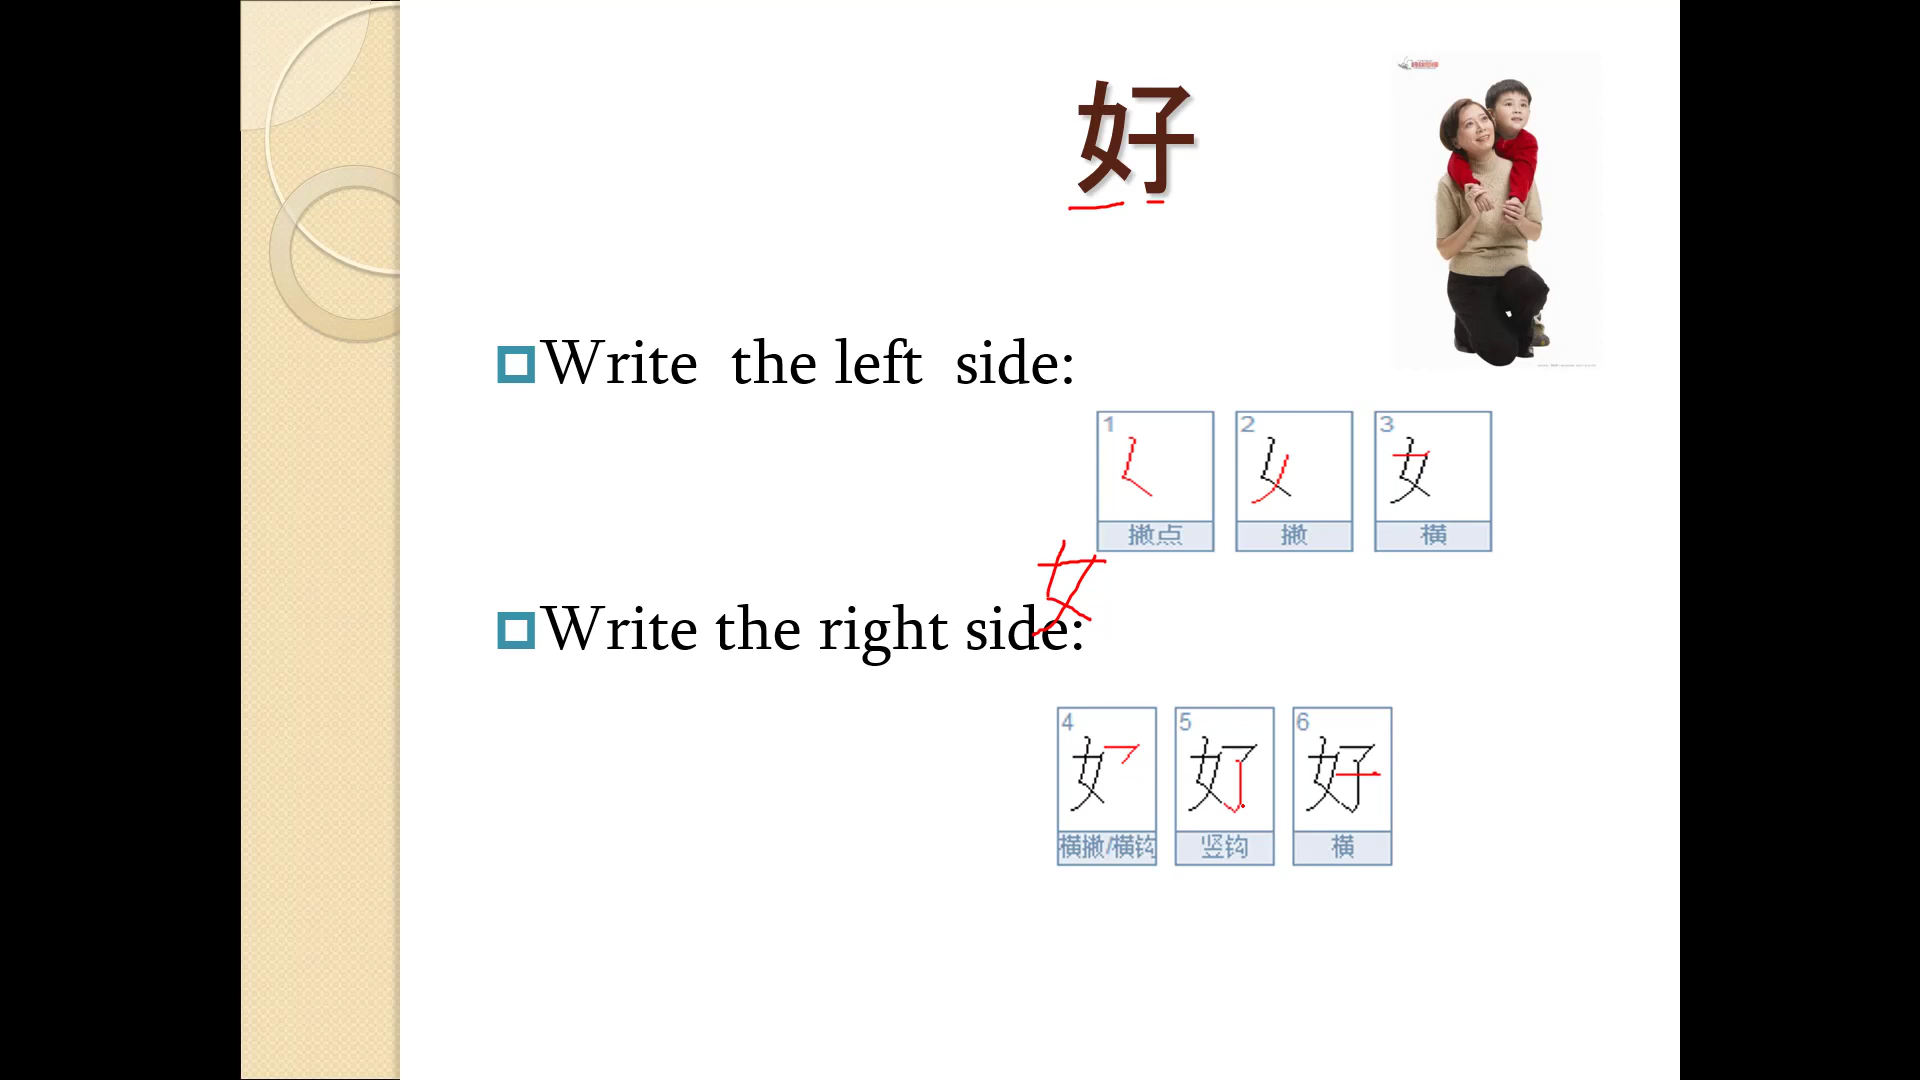 好
Write the left side:
1 2 3
撇点 撇 横
女
Write the right side:
4 5 6
横撇/横钩 竖钩 横